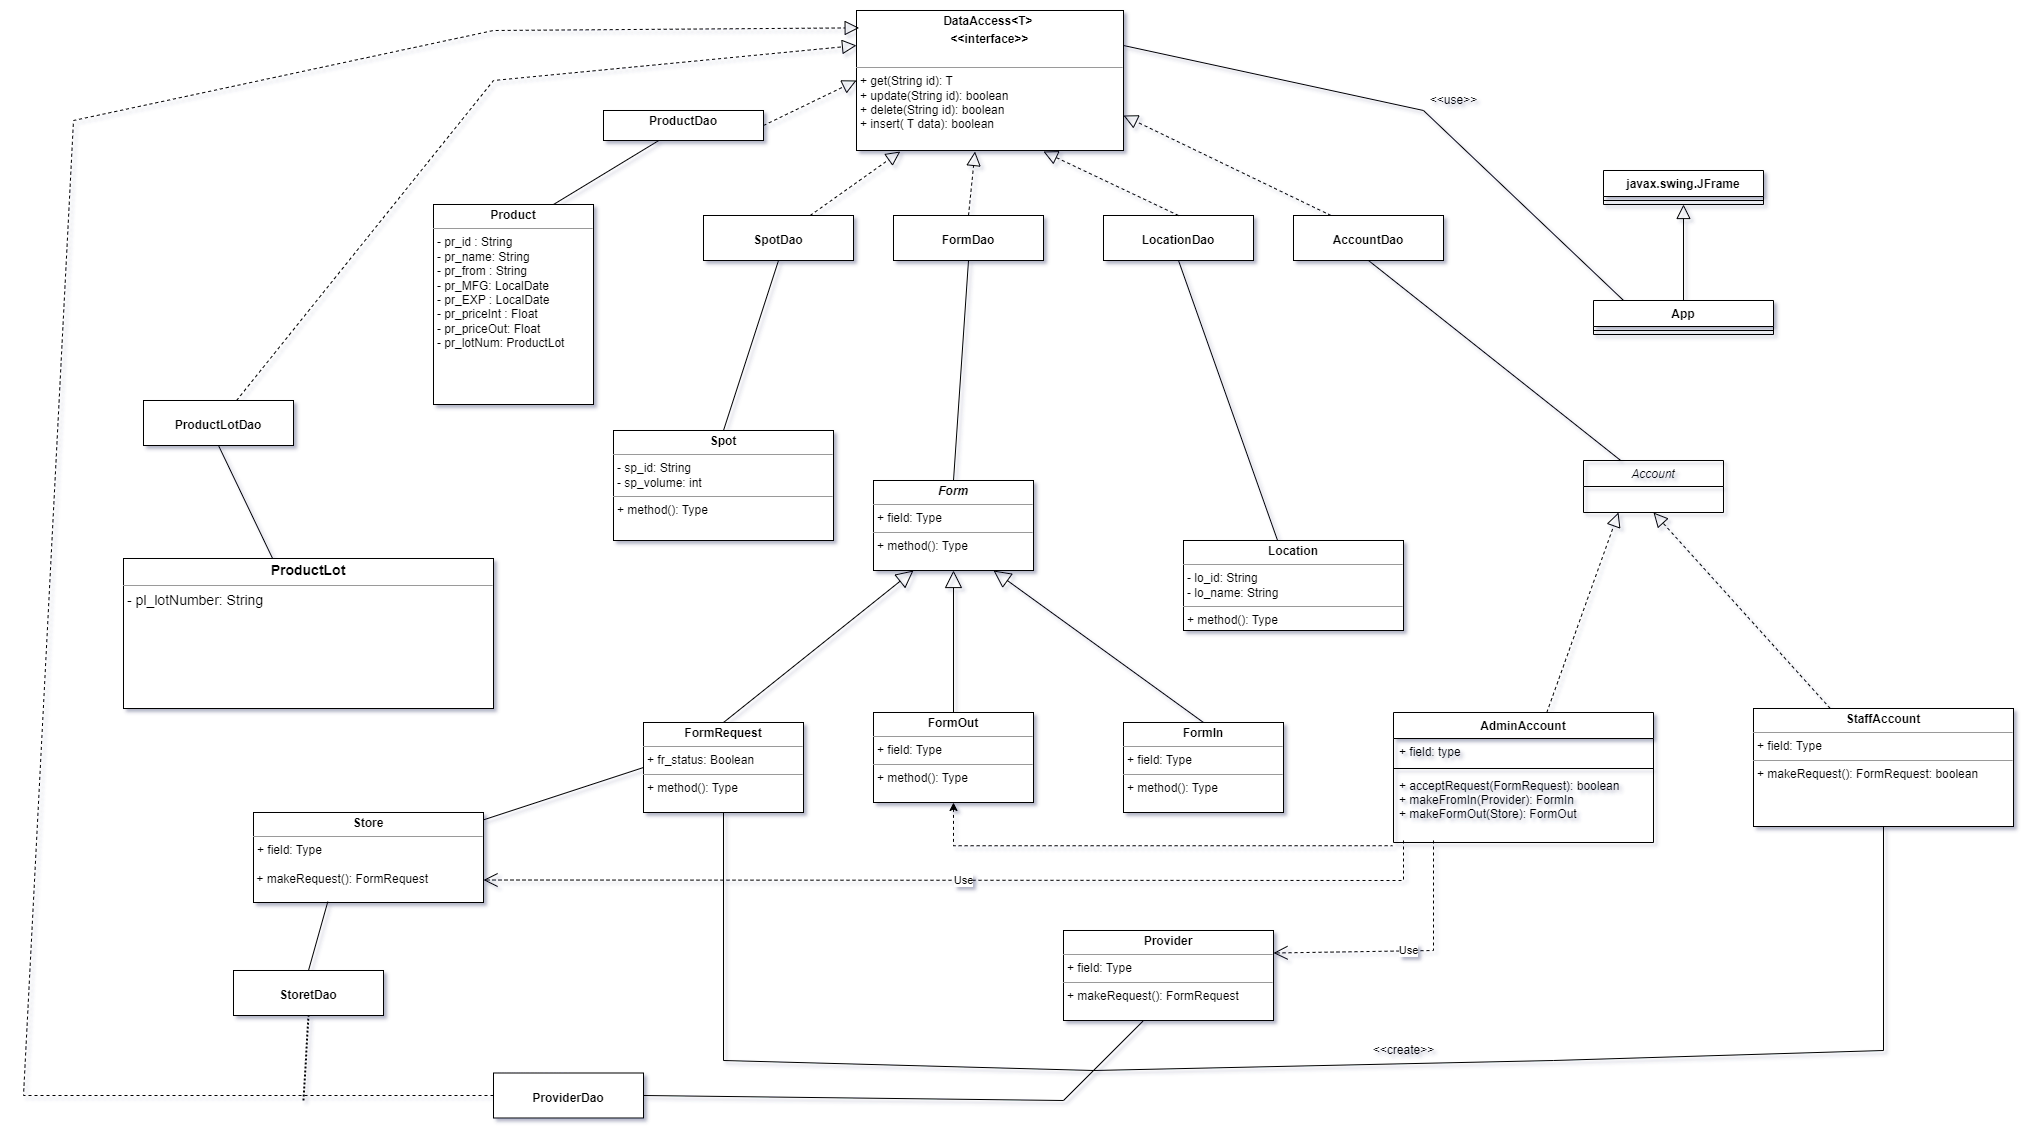 DataAccess<T>
<<interface>>
+ get(String id): T
+ update(String id): boolean
+ delete(String id): boolean
+ insert( T data): boolean
<<use>>
ProductDao
javax.swing.JFrame
Product
- pr_id : String
- pr_name: String
- pr_from : String
- pr_MFG: LocalDate
- pr_EXP : LocalDate
- pr_priceInt : Float
- pr_priceOut: Float
- pr_lotNum: ProductLot
SpotDao
FormDao
LocationDao
AccountDao
App
ProductLotDao
Spot
- sp_id: String
- sp_volume: int
+ method(): Type
Form
+ field: Type
+ method(): Type
Account
Location
- lo_id: String
- lo_name: String
+ method(): Type
ProductLot
- pl_lotNumber: String
FormRequest
+ fr_status: Boolean
+ method(): Type
FormOut
+ field: Type
+ method(): Type
FormIn
+ field: Type
+ method(): Type
AdminAccount
+ field: type
+ acceptRequest(FormRequest): boolean
+ makeFromIn(Provider): FormIn
+ makeFormOut(Store): FormOut
StaffAccount
+ field: Type
+ makeRequest(): FormRequest: boolean
Store
+ field: Type
+ makeRequest(): FormRequest
Use
Provider
+ field: Type
+ makeRequest(): FormRequest
Use
StoretDao
<<create>>
ProviderDao